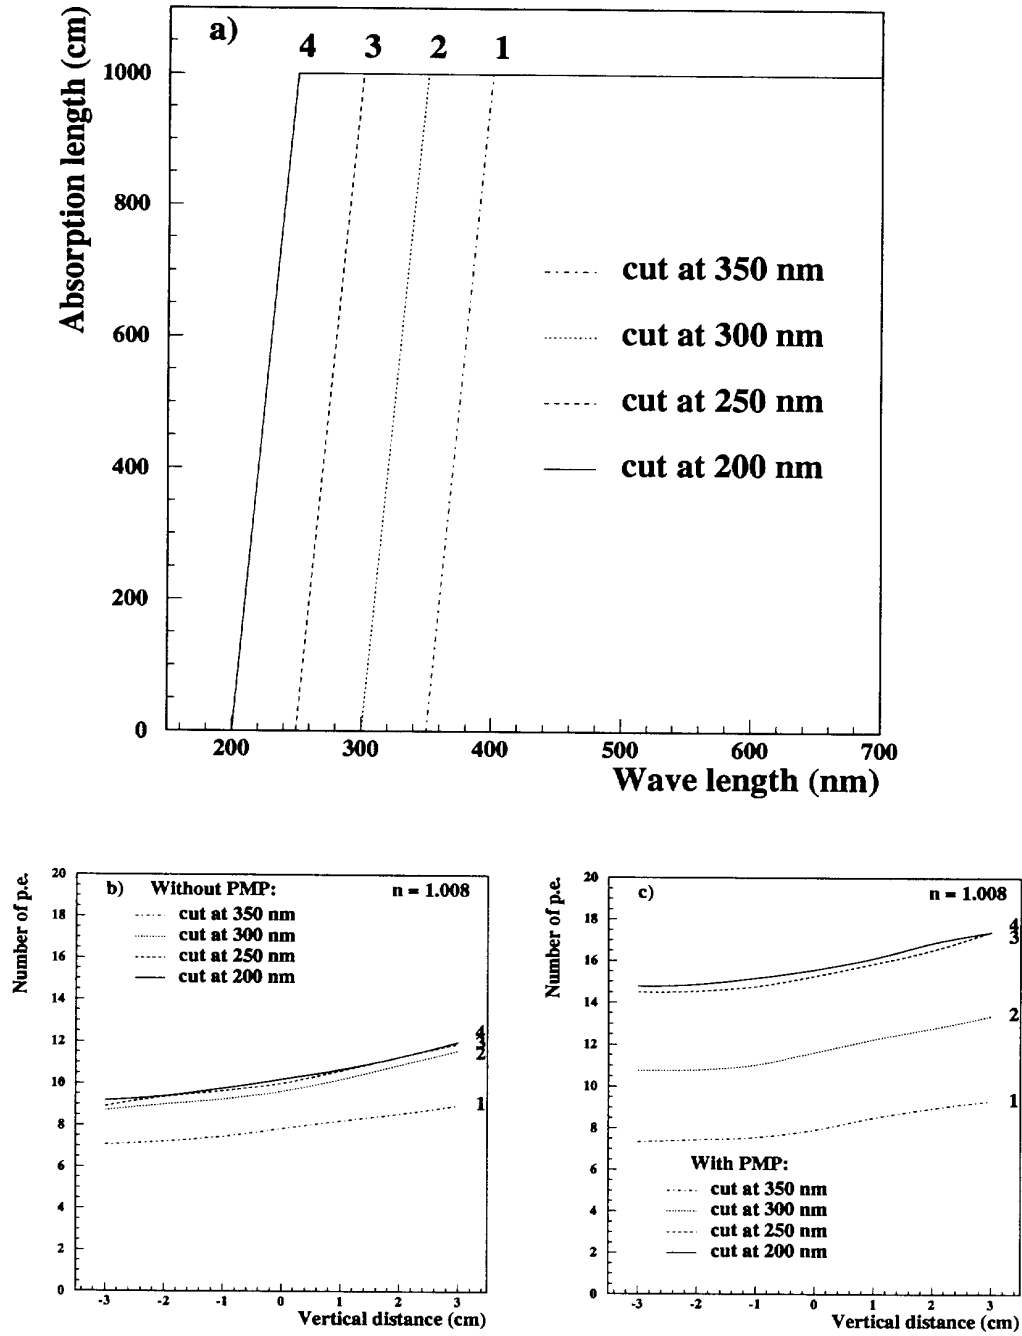 a)
4 3 2 1
Absorption length (cm)
1000
800
600
400
200
0
cut at 350 nm
cut at 300 nm
cut at 250 nm
cut at 200 nm
200 300 400 500 600 700
Wave length (nm)
b) Without PMP: n = 1.008
cut at 350 nm
cut at 300 nm
cut at 250 nm
cut at 200 nm
Number of p.e.
20
18
16
14
12
10
8
6
4
2
0
4
3
2
1
-3 -2 -1 0 1 2 3
Vertical distance (cm)
c) n = 1.008
Number of p.e.
20
18
16
14
12
10
8
6
4
2
0
4
3
2
1
With PMP:
cut at 350 nm
cut at 300 nm
cut at 250 nm
cut at 200 nm
-3 -2 -1 0 1 2 3
Vertical distance (cm)